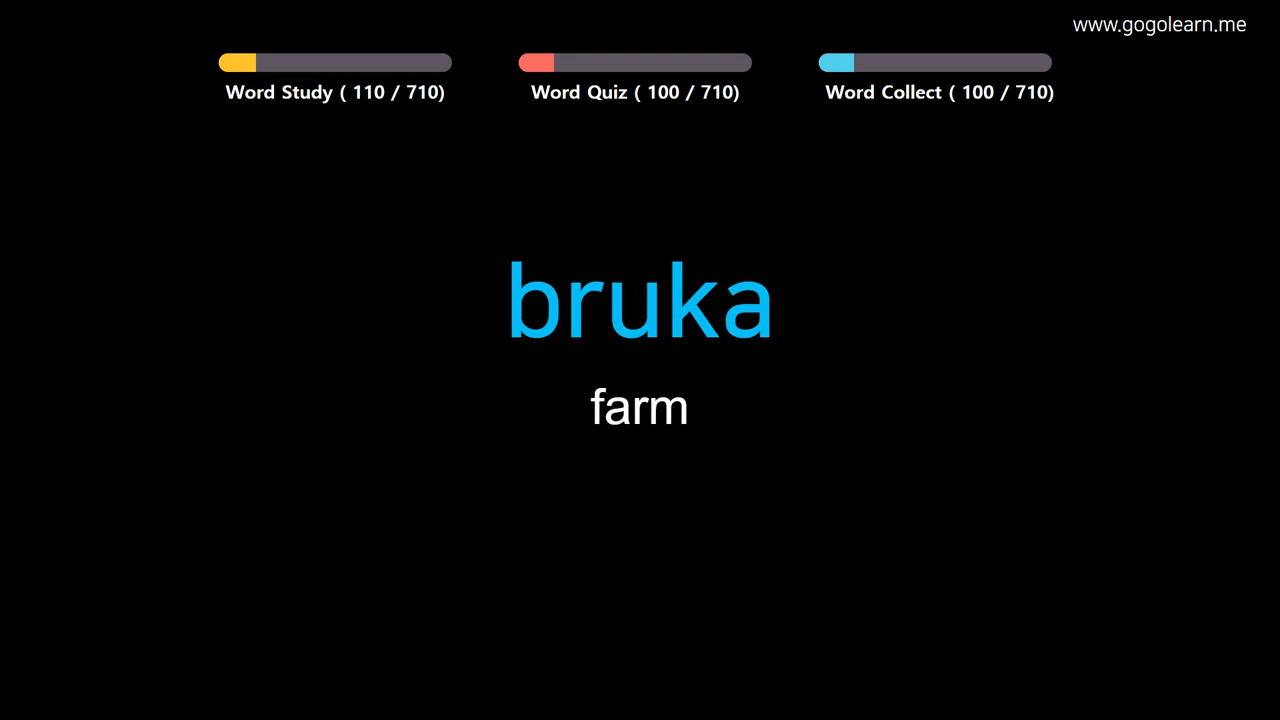 www.gogolearn.me
Word Study ( 110 / 710)
Word Quiz ( 100 / 710)
Word Collect ( 100 / 710)
bruka
farm